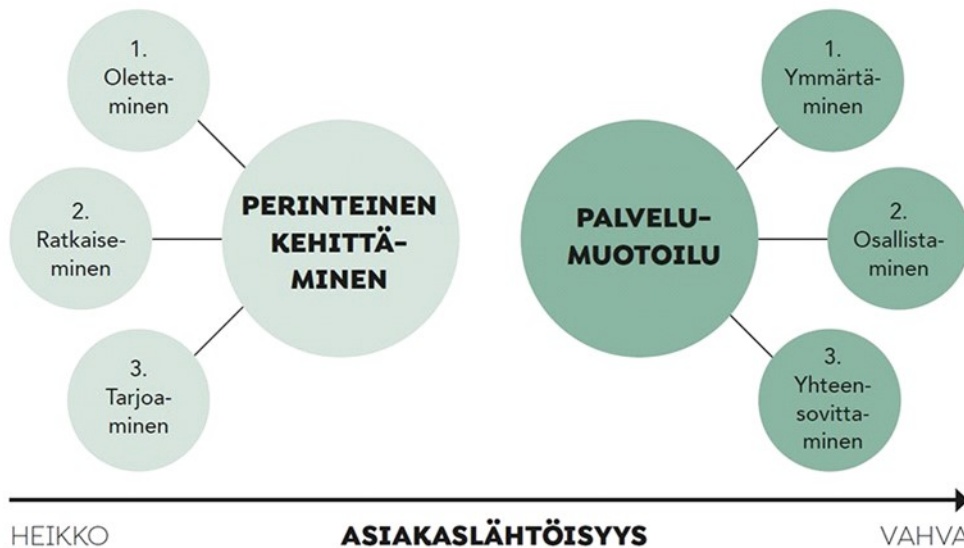 1.
Oletta-
minen
2.
Ratkaise-
minen
3.
Tarjoa-
minen
PERINTEINEN
KEHITTÄ-
MINEN
PALVELU-
MUOTOILU
1.
Ymmärtä-
minen
2.
Osallista-
minen
3.
Yhteen-
sovitta-
minen
HEIKKO
ASIAKASLÄHTÖISYYS
VAHVA